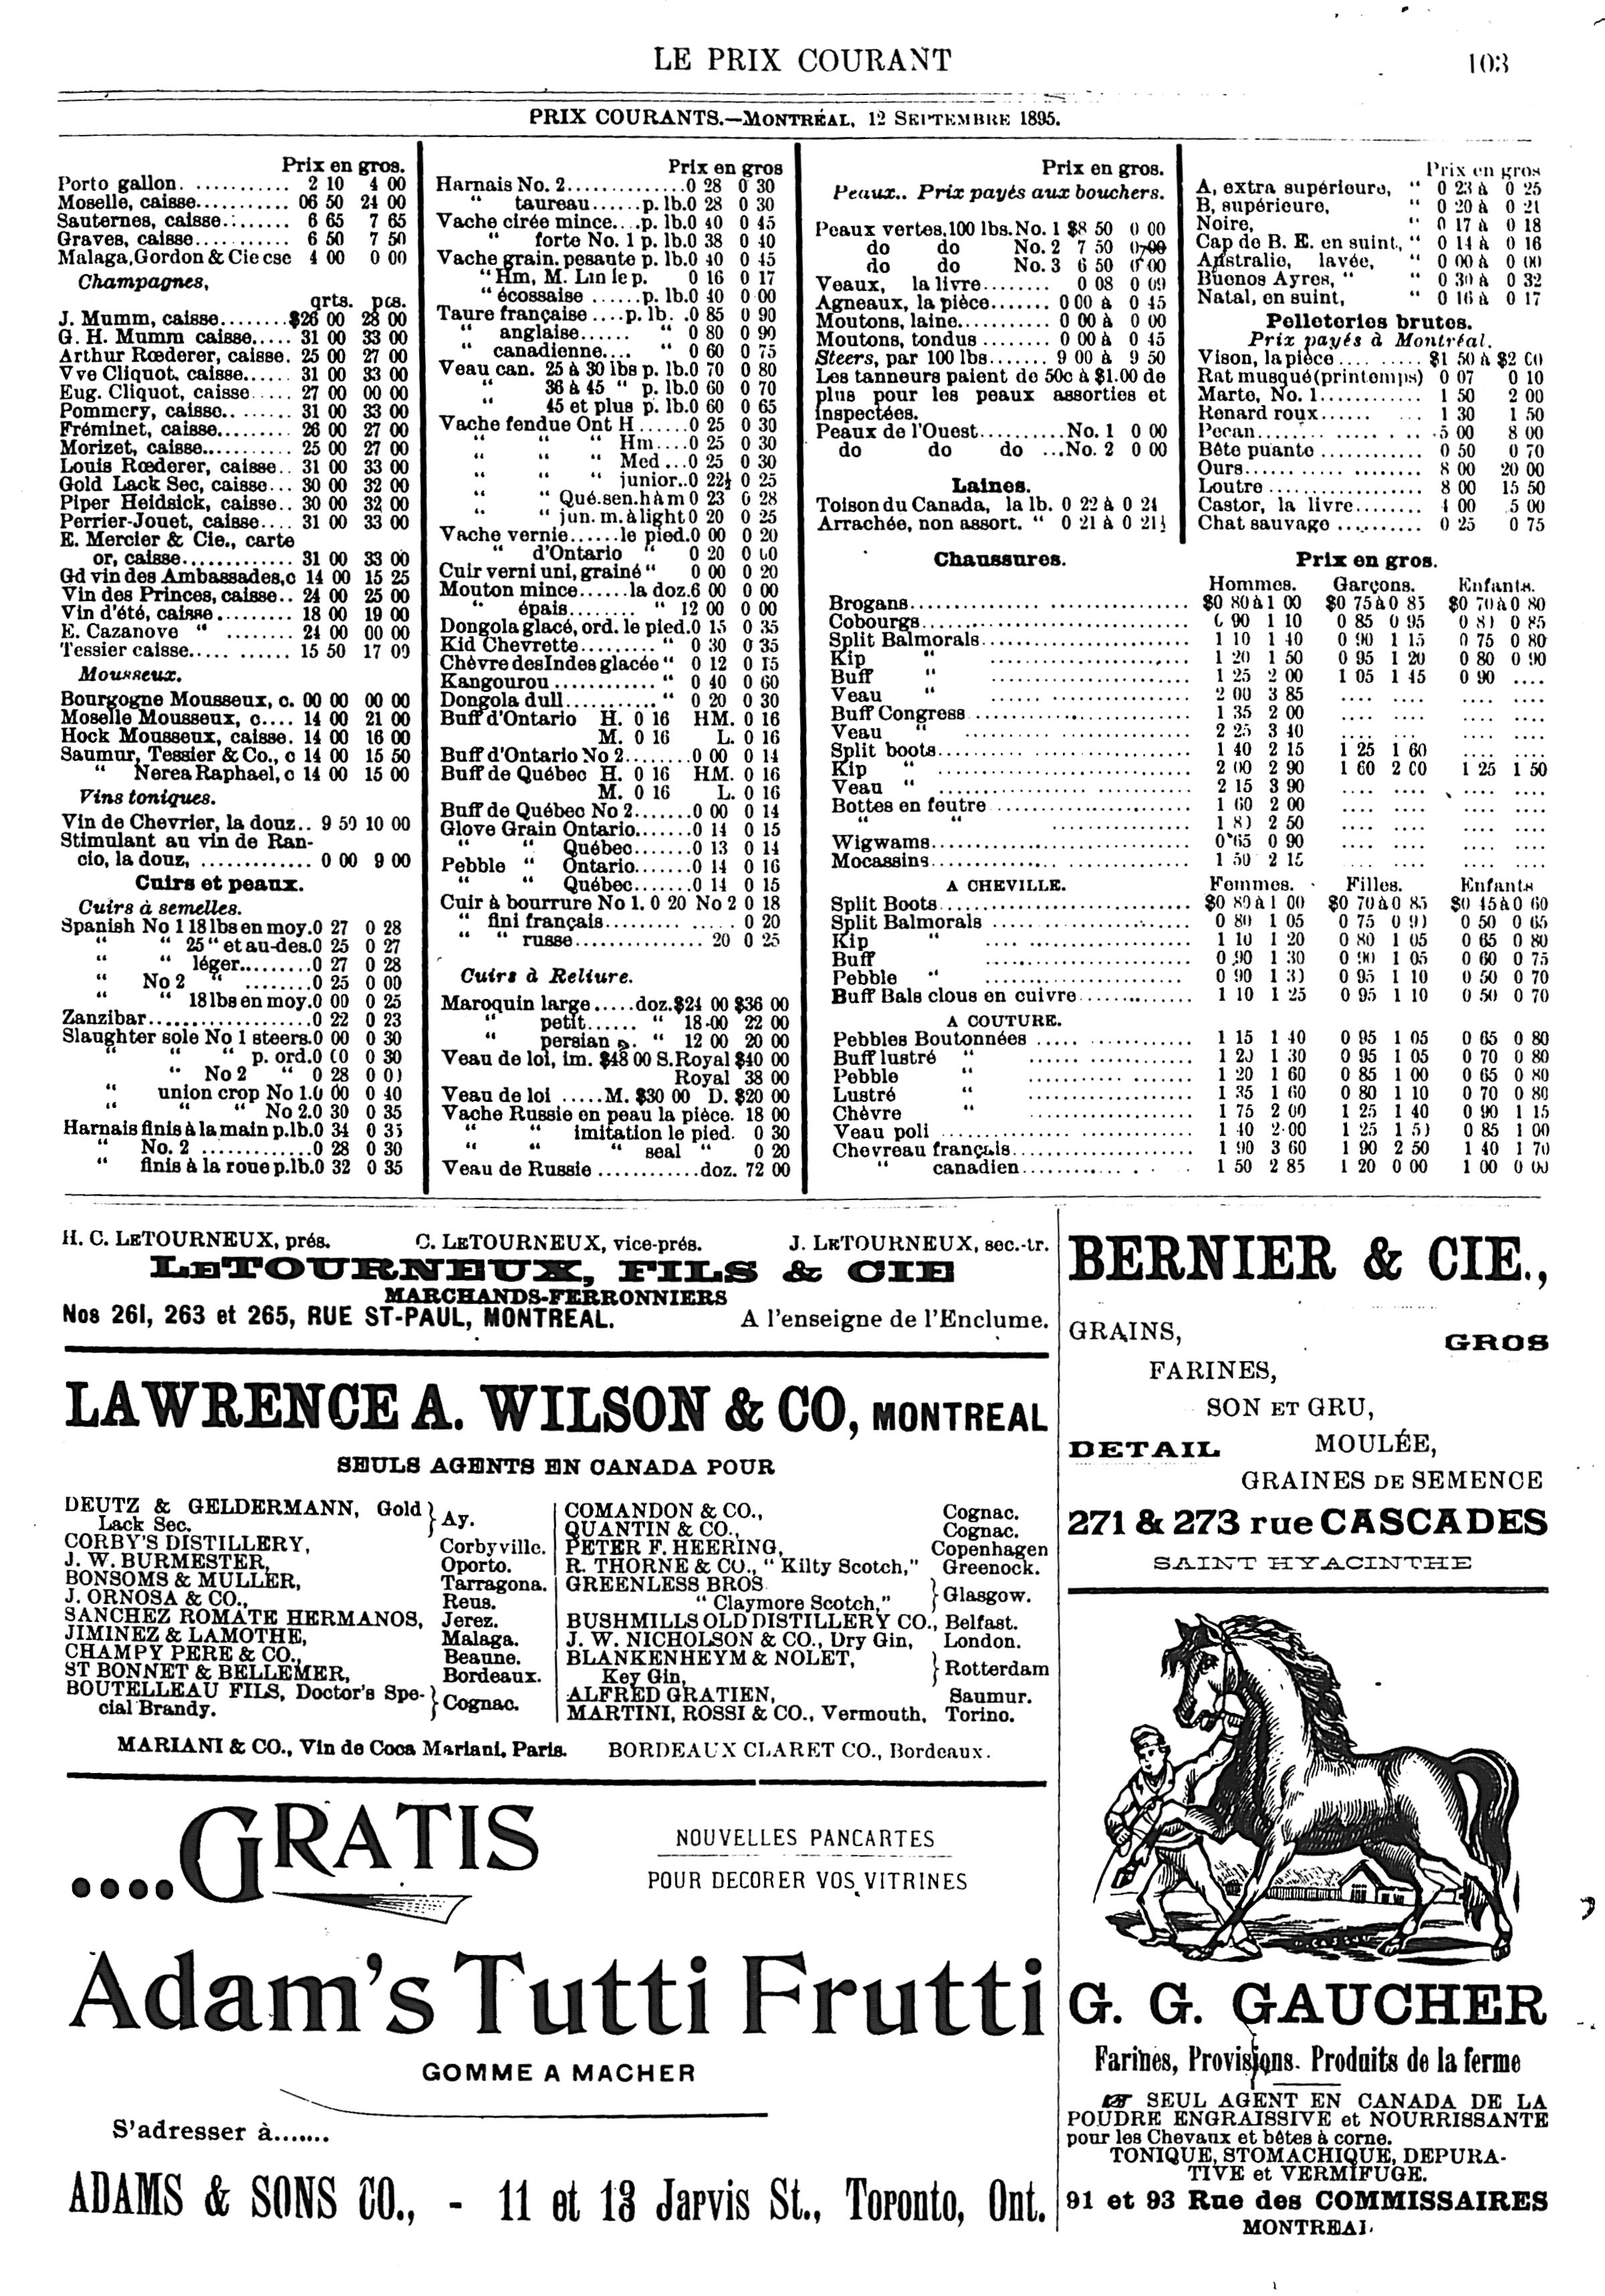 LE PRIX COURANT
103
PRIX COURANTS.—MONTRÉAL, 12 SEPTEMBRE 1895.
Prix en gros.
Porto gallon. ........... 2 10 4 00
Moselle, caisse........... 06 50 24 00
Sauternes, caisse......... 6 65 7 65
Graves, caisse........... 6 50 7 50
Malaga, Gordon & Cie cse 4 00 0 00
Champagnes,
qrts. pcs.
J. Mumm, caisse........$26 00 28 00
G. H. Mumm caisse..... 31 00 33 00
Arthur Rœderer, caisse. 25 00 27 00
Vve Cliquot, caisse...... 31 00 33 00
Eug. Cliquot, caisse..... 27 00 00 00
Pommery, caisse.. ...... 31 00 33 00
Fréminet, caisse......... 26 00 27 00
Morizet, caisse........... 25 00 27 00
Louis Rœderer, caisse.. 31 00 33 00
Gold Lack Sec, caisse... 30 00 32 00
Piper Heidsick, caisse.. 30 00 32 00
Perrier-Jouet, caisse.... 31 00 33 00
E. Mercier & Cie., carte
or, caisse............. 31 00 33 00
Gd vin des Ambassades,c 14 00 15 25
Vin des Princes, caisse.. 24 00 25 00
Vin d'été, caisse ......... 18 00 19 00
E. Cazanove " ........ 24 00 00 00
Tessier caisse..... ...... 15 50 17 00
Mousseux.
Bourgogne Mousseux, c. 00 00 00 00
Moselle Mousseux, c.... 14 00 21 00
Hock Mousseux, caisse. 14 00 16 00
Saumur, Tessier & Co., c 14 00 15 50
" Nerea Raphael, c 14 00 15 00
Vins toniques.
Vin de Chevrier, la douz.. 9 50 10 00
Stimulant au vin de Ran-
cio, la douz, ............ 0 00 9 00
Cuirs et peaux.
Cuirs à semelles.
Spanish No 1 18 lbs en moy.0 27 0 28
" " 25 " et au-des.0 25 0 27
" " léger.........0 27 0 28
" No 2 " ........0 25 0 00
" " 18 lbs en moy.0 00 0 25
Zanzibar...................0 22 0 23
Slaughter sole No 1 steers.0 00 0 30
" " " p. ord.0 00 0 30
" " No 2 " 0 28 0 00
" union crop No 1.0 00 0 40
" " " No 2.0 30 0 35
Harnais finis à la main p.lb.0 34 0 35
" No. 2 ...............0 28 0 30
" finis à la roue p.lb.0 32 0 35
Prix en gros
Harnais No. 2..............0 28 0 30
" taureau......p. lb.0 28 0 30
Vache cirée mince....p. lb.0 40 0 45
" forte No. 1 p. lb.0 38 0 40
Vache grain. pesante p. lb.0 40 0 45
" Hm, M. Lin le p. 0 16 0 17
" écossaise ......p. lb.0 40 0 00
Taure française ....p. lb. .0 85 0 90
" anglaise...... " 0 80 0 90
" canadienne.... " 0 60 0 75
Veau can. 25 à 30 lbs p. lb.0 70 0 80
" 36 à 45 " p. lb.0 60 0 70
" 45 et plus p. lb.0 60 0 65
Vache fendue Ont H ......0 25 0 30
" " " Hm....0 25 0 30
" " " Med ...0 25 0 30
" " " junior..0 22½ 0 25
" " Qué.sen.h à m 0 23 0 28
" " jun. m. à light 0 20 0 25
Vache vernie......le pied.0 00 0 20
" d'Ontario " 0 20 0 00
Cuir verni uni, grainé " 0 00 0 20
Mouton mince......la doz.6 00 0 00
" épais........ " 12 00 0 00
Dongola glacé, ord. le pied.0 15 0 35
Kid Chevrette......... " 0 30 0 35
Chèvre des Indes glacée " 0 12 0 15
Kangourou ............ " 0 40 0 60
Dongola dull........... " 0 20 0 30
Buff d'Ontario H. 0 16 HM. 0 16
M. 0 16 L. 0 16
Buff d'Ontario No 2.......0 00 0 14
Buff de Québec H. 0 16 HM. 0 16
M. 0 16 L. 0 16
Buff de Québec No 2.......0 00 0 14
Glove Grain Ontario.......0 14 0 15
" " Québec.......0 13 0 14
Pebble " Ontario.......0 14 0 16
" " Québec.......0 14 0 15
Cuir à bourrure No 1. 0 20 No 2 0 18
" fini français......... ..... 0 20
" " russe.............. 20 0 25
Cuirs à Reliure.
Maroquin large .....doz.$24 00 $36 00
" petit...... " 18 00 22 00
" persian .. " 12 00 20 00
Veau de loi, im. $48 00 S. Royal $40 00
Royal 38 00
Veau de loi .....M. $30 00 D. $20 00
Vache Russie en peau la pièce. 18 00
" " imitation le pied. 0 30
" " " seal " 0 20
Veau de Russie ............doz. 72 00
Prix en gros.
Peaux.. Prix payés aux bouchers.
Peaux vertes, 100 lbs. No. 1 $8 50 0 00
do do No. 2 7 50 0 00
do do No. 3 6 50 0 00
Veaux, la livre......... 0 08 0 09
Agneaux, la pièce....... 0 00 à 0 45
Moutons, laine........... 0 00 à 0 00
Moutons, tondus ......... 0 00 à 0 45
Steers, par 100 lbs....... 9 00 à 9 50
Les tanneurs paient de 50c à $1.00 de
plus pour les peaux assorties et
inspectées.
Peaux de l'Ouest..........No. 1 0 00
do do do ...No. 2 0 00
Laines.
Toison du Canada, la lb. 0 22 à 0 24
Arrachée, non assort. " 0 21 à 0 21½
Prix en gros
A, extra supérieure, " 0 23 à 0 25
B, supérieure, " 0 20 à 0 21
Noire, " 0 17 à 0 18
Cap de B. E. en suint, " 0 14 à 0 16
Australie, lavée, " 0 00 à 0 00
Buenos Ayres, " " 0 30 à 0 32
Natal, en suint, " 0 16 à 0 17
Pelleteries brutes.
Prix payés à Montréal.
Vison, la pièce .... ...... $1 50 à $2 00
Rat musqué (printemps) 0 07 0 10
Marte, No. 1............ 1 50 2 00
Renard roux...... ... 1 30 1 50
Pecan....... ........ 5 00 8 00
Bête puante ............ 0 50 0 70
Ours...... ..... ........ 8 00 20 00
Loutre .................. 8 00 15 50
Castor, la livre........ 4 00 5 00
Chat sauvage .......... 0 25 0 75
Chaussures. Prix en gros.
Hommes. Garçons. Enfants.
Brogans.................. $0 80 à 1 00 $0 75 à 0 85 $0 70 à 0 80
Cobourgs................. 0 90 1 10 0 85 0 95 0 80 0 85
Split Balmorals........... 1 10 1 40 0 90 1 15 0 75 0 80
Kip " ........... 1 20 1 50 0 95 1 20 0 80 0 90
Buff " ........... 1 25 2 00 1 05 1 45 0 90 ....
Veau " ........... 2 00 3 85 .... .... .... ....
Buff Congress ........... 1 35 2 00 .... .... .... ....
Veau " ........... 2 25 3 40 .... .... .... ....
Split boots............... 1 40 2 15 1 25 1 60 .... ....
Kip " ............... 2 00 2 90 1 60 2 00 1 25 1 50
Veau " ............... 2 15 3 90 .... .... .... ....
Bottes en feutre.......... 1 60 2 00 .... .... .... ....
" " .......... 1 80 2 50 .... .... .... ....
Wigwams................ 0 65 0 90 .... .... .... ....
Mocassins............... 1 50 2 15 .... .... .... ....
A CHEVILLE. Femmes. Filles. Enfants
Split Boots............... $0 80 à 1 00 $0 70 à 0 85 $0 45 à 0 60
Split Balmorals .......... 0 80 1 05 0 75 0 90 0 50 0 65
Kip " .......... 1 10 1 20 0 80 1 05 0 65 0 80
Buff .......... 0 90 1 30 0 90 1 05 0 60 0 75
Pebble " .......... 0 90 1 30 0 95 1 10 0 50 0 70
Buff Bals clous en cuivre.......... 1 10 1 25 0 95 1 10 0 50 0 70
A COUTURE.
Pebbles Boutonnées .......... 1 15 1 40 0 95 1 05 0 65 0 80
Buff lustré " .......... 1 20 1 30 0 95 1 05 0 70 0 80
Pebble " .......... 1 20 1 60 0 85 1 00 0 65 0 80
Lustré " .......... 1 35 1 60 0 80 1 10 0 70 0 80
Chèvre " .......... 1 75 2 00 1 25 1 40 0 90 1 15
Veau poli .......... 1 40 2 00 1 25 1 50 0 85 1 00
Chevreau français.......... 1 90 3 60 1 90 2 50 1 40 1 70
" canadien.......... 1 50 2 85 1 20 0 00 1 00 0 00
H. C. LETOURNEUX, prés. C. LETOURNEUX, vice-prés. J. LETOURNEUX, sec.-tr.
LETOURNEUX, FILS & CIE
MARCHANDS-FERRONNIERS
Nos 261, 263 et 265, RUE ST-PAUL, MONTREAL. A l'enseigne de l'Enclume.
LAWRENCE A. WILSON & CO, MONTREAL
SEULS AGENTS EN CANADA POUR
DEUTZ & GELDERMANN, Gold
Lack Sec. } Ay.
CORBY'S DISTILLERY, Corbyville.
J. W. BURMESTER, Oporto.
BONSOMS & MULLER, Tarragona.
J. ORNOSA & CO., Reus.
SANCHEZ ROMATE HERMANOS, Jerez.
JIMINEZ & LAMOTHE, Malaga.
CHAMPY PERE & CO., Beaune.
ST BONNET & BELLEMER, Bordeaux.
BOUTELLEAU FILS, Doctor's Spe-
cial Brandy. } Cognac.
COMANDON & CO., Cognac.
QUANTIN & CO., Cognac.
PETER F. HEERING, Copenhagen
R. THORNE & CO., "Kilty Scotch," Greenock.
GREENLESS BROS
"Claymore Scotch," } Glasgow.
BUSHMILLS OLD DISTILLERY CO., Belfast.
J. W. NICHOLSON & CO., Dry Gin, London.
BLANKENHEYM & NOLET,
Key Gin, } Rotterdam
ALFRED GRATIEN, Saumur.
MARTINI, ROSSI & CO., Vermouth, Torino.
MARIANI & CO., Vin de Coca Mariani, Paris. BORDEAUX CLARET CO., Bordeaux.
....GRATIS
NOUVELLES PANCARTES
POUR DECORER VOS VITRINES
Adam's Tutti Frutti
GOMME A MACHER
S'adresser à.......
ADAMS & SONS CO., - 11 et 13 Jarvis St., Toronto, Ont.
BERNIER & CIE.,
GRAINS, GROS
FARINES,
SON ET GRU,
DETAIL MOULÉE,
GRAINES DE SEMENCE
271 & 273 rue CASCADES
SAINT HYACINTHE
G. G. GAUCHER
Farines, Provisions. Produits de la ferme
☞ SEUL AGENT EN CANADA DE LA
POUDRE ENGRAISSIVE et NOURRISSANTE
pour les Chevaux et bêtes à corne.
TONIQUE, STOMACHIQUE, DEPURA-
TIVE et VERMIFUGE.
91 et 93 Rue des COMMISSAIRES
MONTREAL